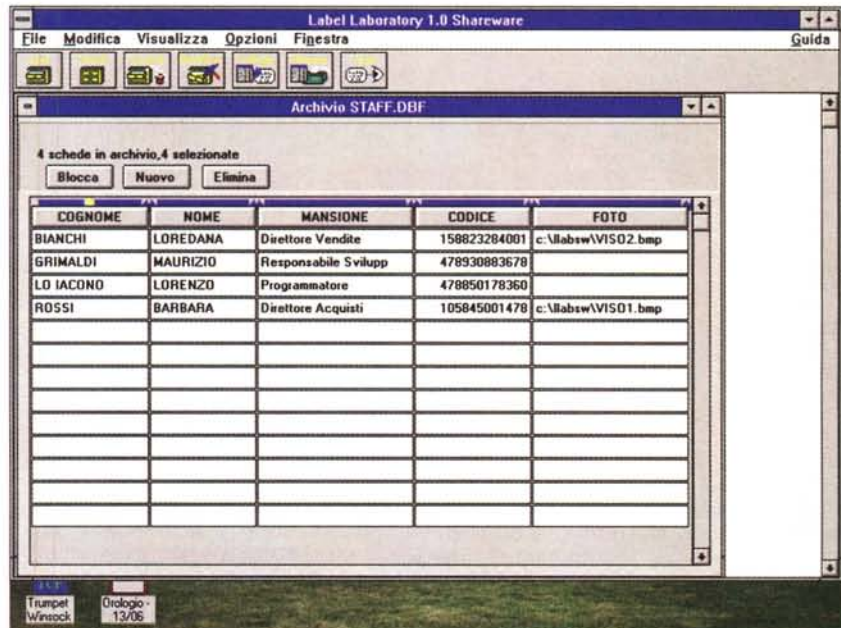 Label Laboratory 1.0 Shareware
File Modifica Visualizza Opzioni Finestra Guida
Archivio STAFF.DBF
4 schede in archivio,4 selezionate
Blocca Nuovo Elimina
COGNOME NOME MANSIONE CODICE FOTO
BIANCHI LOREDANA Direttore Vendite 158823284001 c:\llabsw\VISO2.bmp
GRIMALDI MAURIZIO Responsabile Svilupp 478930883678
LO IACONO LORENZO Programmatore 478850178360
ROSSI BARBARA Direttore Acquisti 105845001478 c:\llabsw\VISO1.bmp
TCP
Trumpet Winsock
Orologio - 13/06